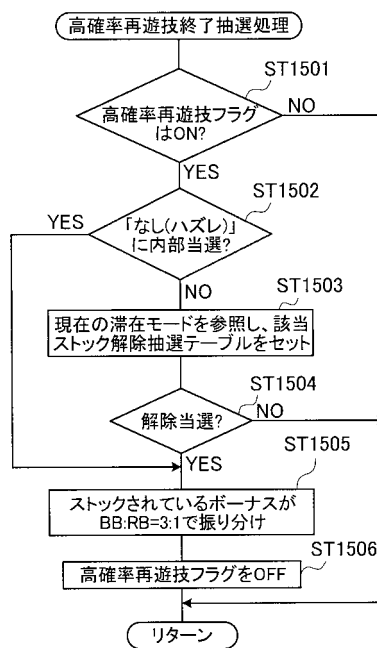 高確率再遊技終了抽選処理
ST1501
高確率再遊技フラグ
はON?
NO
YES
ST1502
YES
「なし(ハズレ)」
に内部当選?
NO
ST1503
現在の滞在モードを参照し、該当
ストック解除抽選テーブルをセット
ST1504
解除当選?
NO
YES
ST1505
ストックされているボーナスが
BB:RB=3:1で振り分け
ST1506
高確率再遊技フラグをOFF
リターン